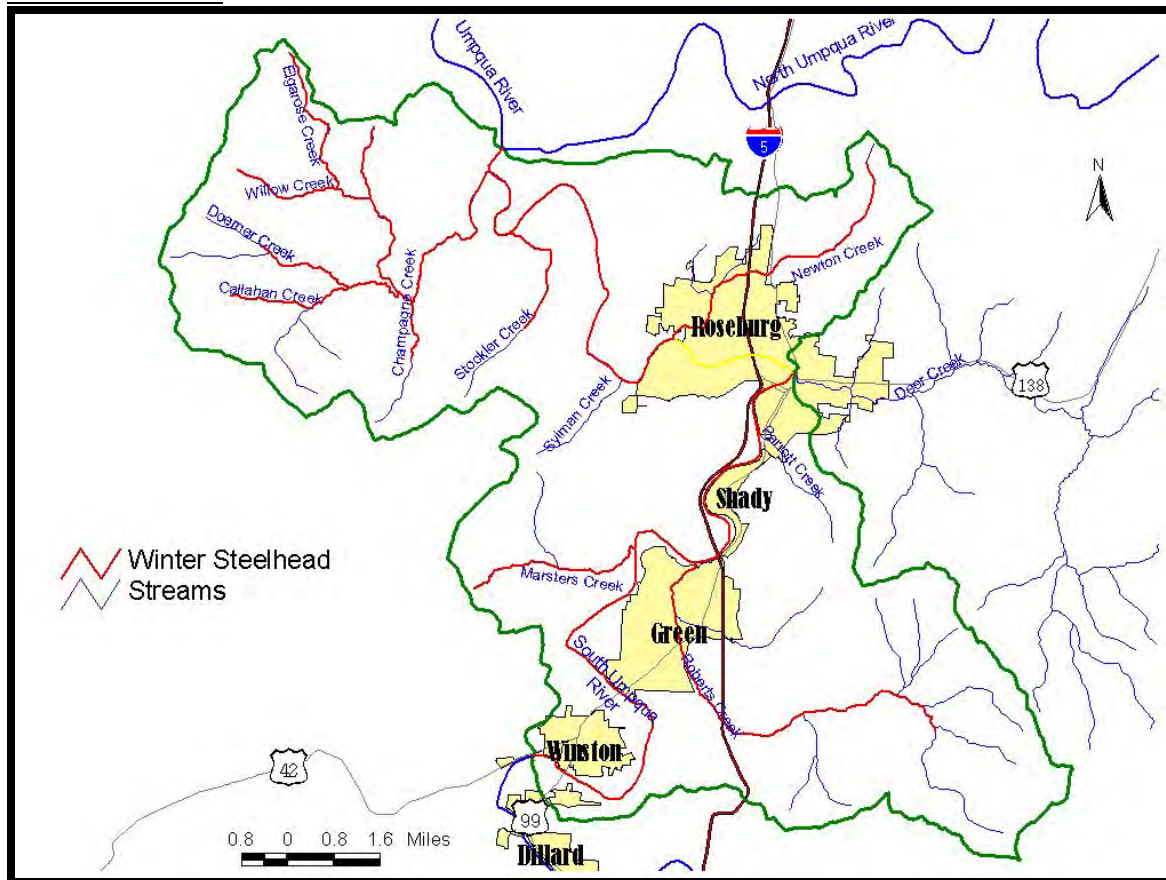 Umpqua River
North Umpqua River
Elgarose Creek
5
N
Willow Creek
Doerner Creek
Newton Creek
Callahan Creek
Champagne Creek
Roseburg
Stockler Creek
138
Deer Creek
Sylman Creek
Parrott Creek
Shady
Winter Steelhead
Streams
Marsters Creek
Green
South Umpqua
River
Roberts Creek
Winston
42
99
0.8 0 0.8 1.6 Miles
Dillard